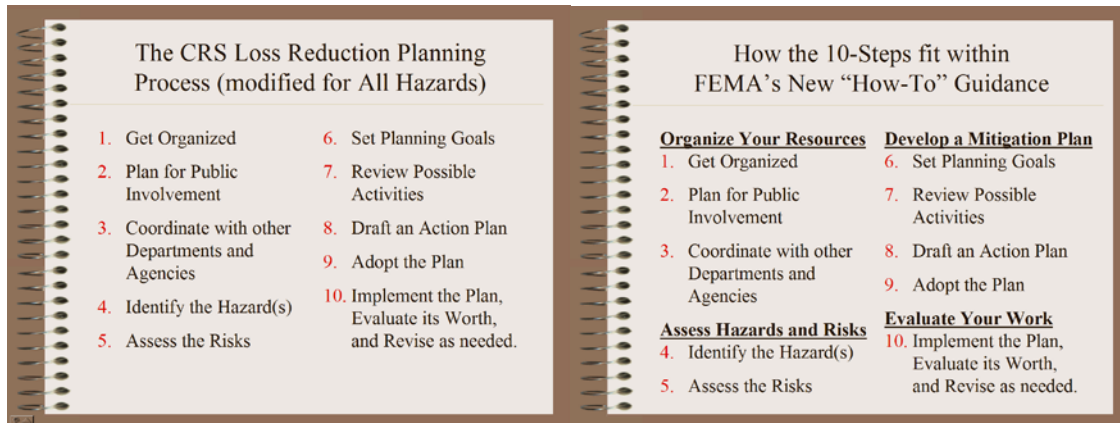 The CRS Loss Reduction Planning
Process (modified for All Hazards)
1. Get Organized
2. Plan for Public
Involvement
3. Coordinate with other
Departments and
Agencies
4. Identify the Hazard(s)
5. Assess the Risks
6. Set Planning Goals
7. Review Possible
Activities
8. Draft an Action Plan
9. Adopt the Plan
10. Implement the Plan,
Evaluate its Worth,
and Revise as needed.
How the 10-Steps fit within
FEMA's New “How-To” Guidance
Organize Your Resources
1. Get Organized
2. Plan for Public
Involvement
3. Coordinate with other
Departments and
Agencies
Assess Hazards and Risks
4. Identify the Hazard(s)
5. Assess the Risks
Develop a Mitigation Plan
6. Set Planning Goals
7. Review Possible
Activities
8. Draft an Action Plan
9. Adopt the Plan
Evaluate Your Work
10. Implement the Plan,
Evaluate its Worth,
and Revise as needed.